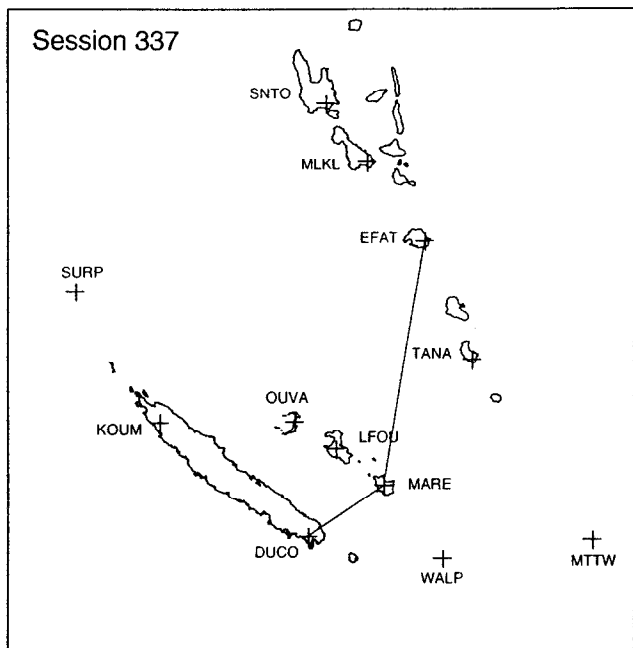 Session 337
SNTO
MLKL
EFAT
SURP
TANA
OUVA
KOUM
LFOU
MARE
DUCO
WALP
MTTW